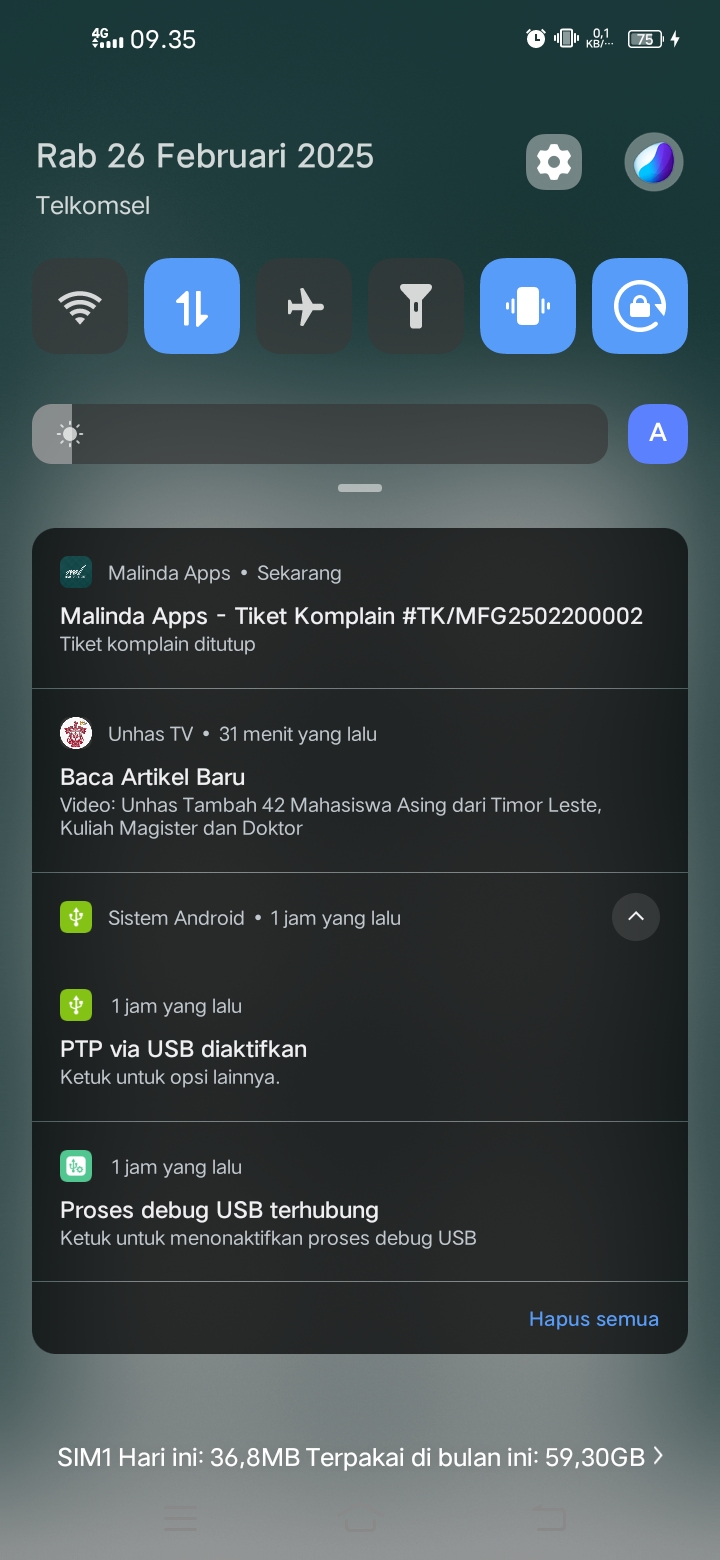 4G 09.35 0,1 KB/... 75
Rab 26 Februari 2025
Telkomsel
A
Malinda Apps • Sekarang
Malinda Apps - Tiket Komplain #TK/MFG2502200002
Tiket komplain ditutup
Unhas TV • 31 menit yang lalu
Baca Artikel Baru
Video: Unhas Tambah 42 Mahasiswa Asing dari Timor Leste,
Kuliah Magister dan Doktor
Sistem Android • 1 jam yang lalu
1 jam yang lalu
PTP via USB diaktifkan
Ketuk untuk opsi lainnya.
1 jam yang lalu
Proses debug USB terhubung
Ketuk untuk menonaktifkan proses debug USB
Hapus semua
SIM1 Hari ini: 36,8MB Terpakai di bulan ini: 59,30GB